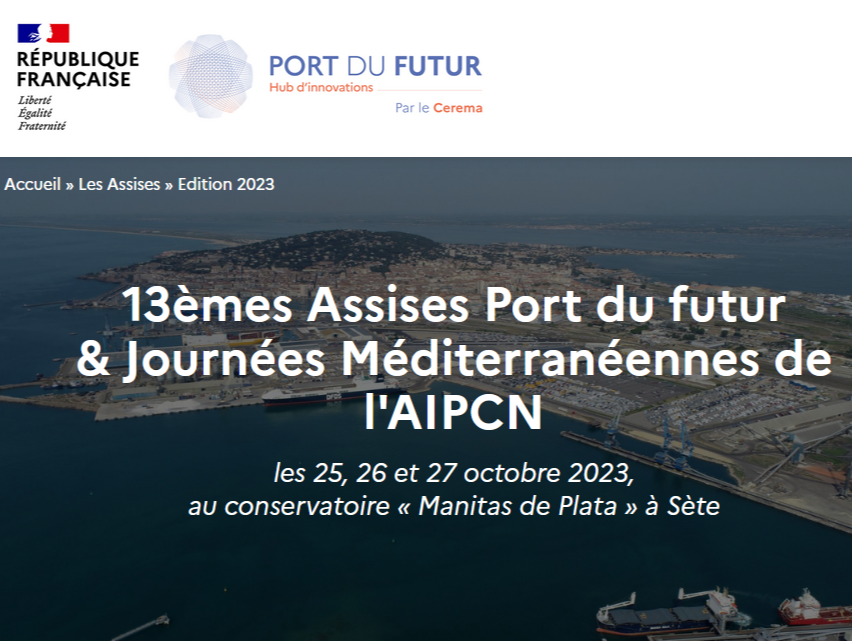 RÉPUBLIQUE
FRANÇAISE
Liberté
Égalité
Fraternité
PORT DU FUTUR
Hub d'innovations
Par le Cerema
Accueil » Les Assises » Edition 2023
13èmes Assises Port du futur
& Journées Méditerranéennes de
l'AIPCN
les 25, 26 et 27 octobre 2023,
au conservatoire « Manitas de Plata » à Sète